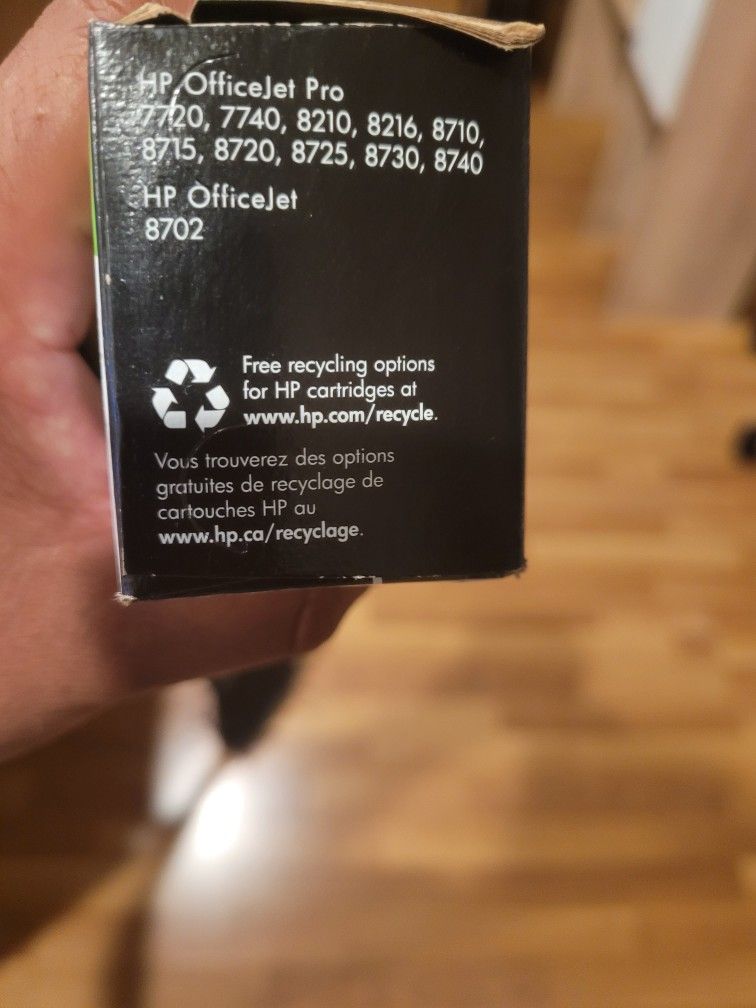 HP OfficeJet Pro
7720, 7740, 8210, 8216, 8710,
8715, 8720, 8725, 8730, 8740
HP OfficeJet
8702
Free recycling options
for HP cartridges at
www.hp.com/recycle.
Vous trouverez des options
gratuites de recyclage de
cartouches HP au
www.hp.ca/recyclage.